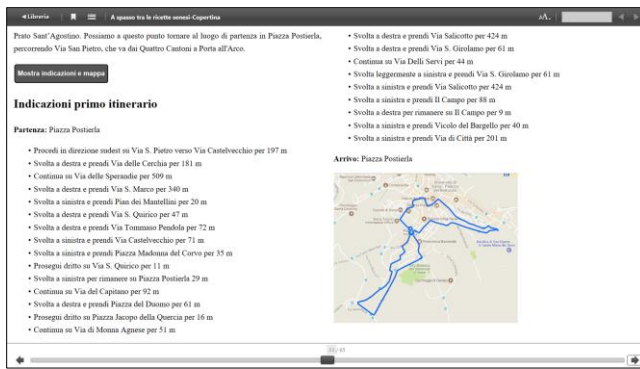 Libreria
A spasso tra le ricette senesi-Copertina
AA
Prato Sant'Agostino. Possiamo a questo punto tornare al luogo di partenza in Piazza Postierla,
percorrendo Via San Pietro, che va dai Quattro Cantoni a Porta all'Arco.
Mostra indicazioni e mappa
Indicazioni primo itinerario
Partenza: Piazza Postierla
• Procedi in direzione sudest su Via S. Pietro verso Via Castelvecchio per 197 m
• Svolta a destra e prendi Via delle Cerchia per 181 m
• Continua su Via delle Sperandie per 509 m
• Svolta a destra e prendi Via S. Marco per 340 m
• Svolta a sinistra e prendi Pian dei Mantellini per 20 m
• Svolta a destra e prendi Via S. Quirico per 47 m
• Svolta a destra e prendi Via Tommaso Pendola per 72 m
• Svolta a sinistra e prendi Via Castelvecchio per 71 m
• Svolta a sinistra e prendi Piazza Madonna del Corvo per 35 m
• Prosegui dritto su Via S. Quirico per 11 m
• Svolta a sinistra per rimanere su Piazza Postierla 29 m
• Continua su Via del Capitano per 92 m
• Svolta a destra e prendi Piazza del Duomo per 61 m
• Prosegui dritto su Piazza Jacopo della Quercia per 16 m
• Continua su Via di Monna Agnese per 51 m
• Svolta a destra e prendi Via Salicotto per 424 m
• Svolta a destra e prendi Via S. Girolamo per 61 m
• Continua su Via Delli Servi per 44 m
• Svolta leggermente a sinistra e prendi Via S. Girolamo per 61 m
• Svolta a sinistra e prendi Via Salicotto per 424 m
• Svolta a sinistra e prendi Il Campo per 88 m
• Svolta a destra per rimanere su Il Campo per 9 m
• Svolta a sinistra e prendi Vicolo del Bargello per 40 m
• Svolta a sinistra e prendi Via di Città per 201 m
Arrivo: Piazza Postierla